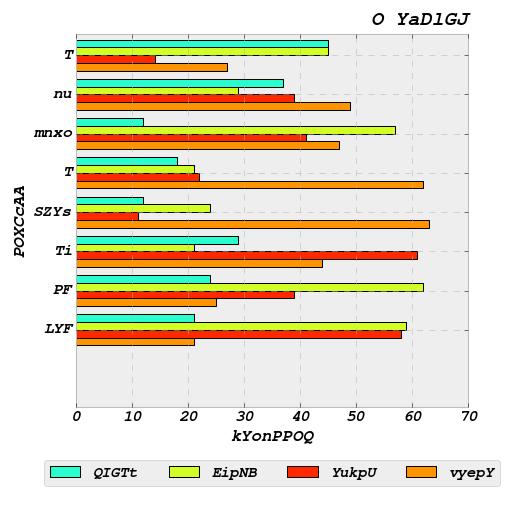 O YaDlGJ
T
nu
mnxo
T
SZYs
Ti
PF
LYF
POXCcAA
0 10 20 30 40 50 60 70
kYonPPOQ
QIGTt EipNB YukpU vyepY